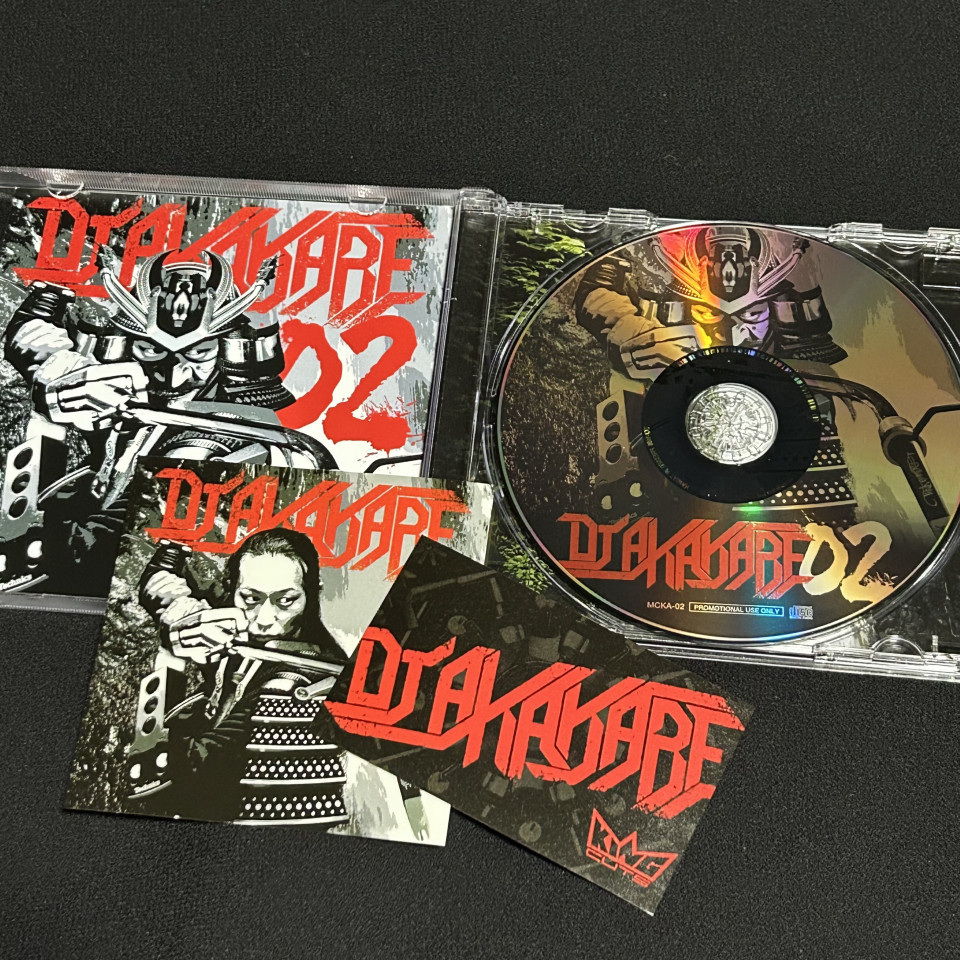 DJ AKAKABE
02
DJ AKAKABE 02
MCKA-02 PROMOTIONAL USE ONLY
DJ AKAKABE
DJ AKAKABE
KING
CUTS